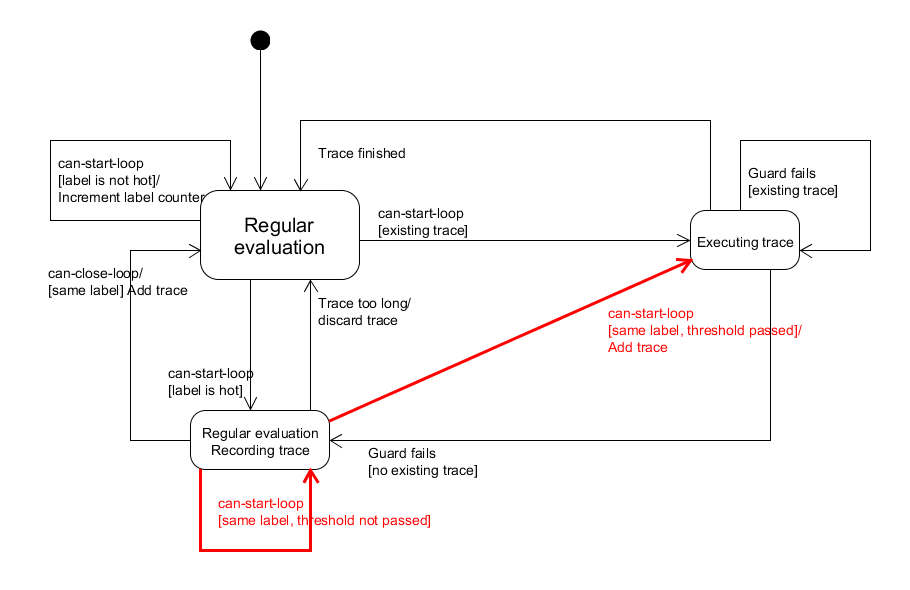 can-start-loop
[label is not hot]/
Increment label counter
Trace finished
Guard fails
[existing trace]
Regular
evaluation
can-start-loop
[existing trace]
Executing trace
can-close-loop/
[same label] Add trace
Trace too long/
discard trace
can-start-loop
[same label, threshold passed]/
Add trace
can-start-loop
[label is hot]
Regular evaluation
Recording trace
Guard fails
[no existing trace]
can-start-loop
[same label, threshold not passed]